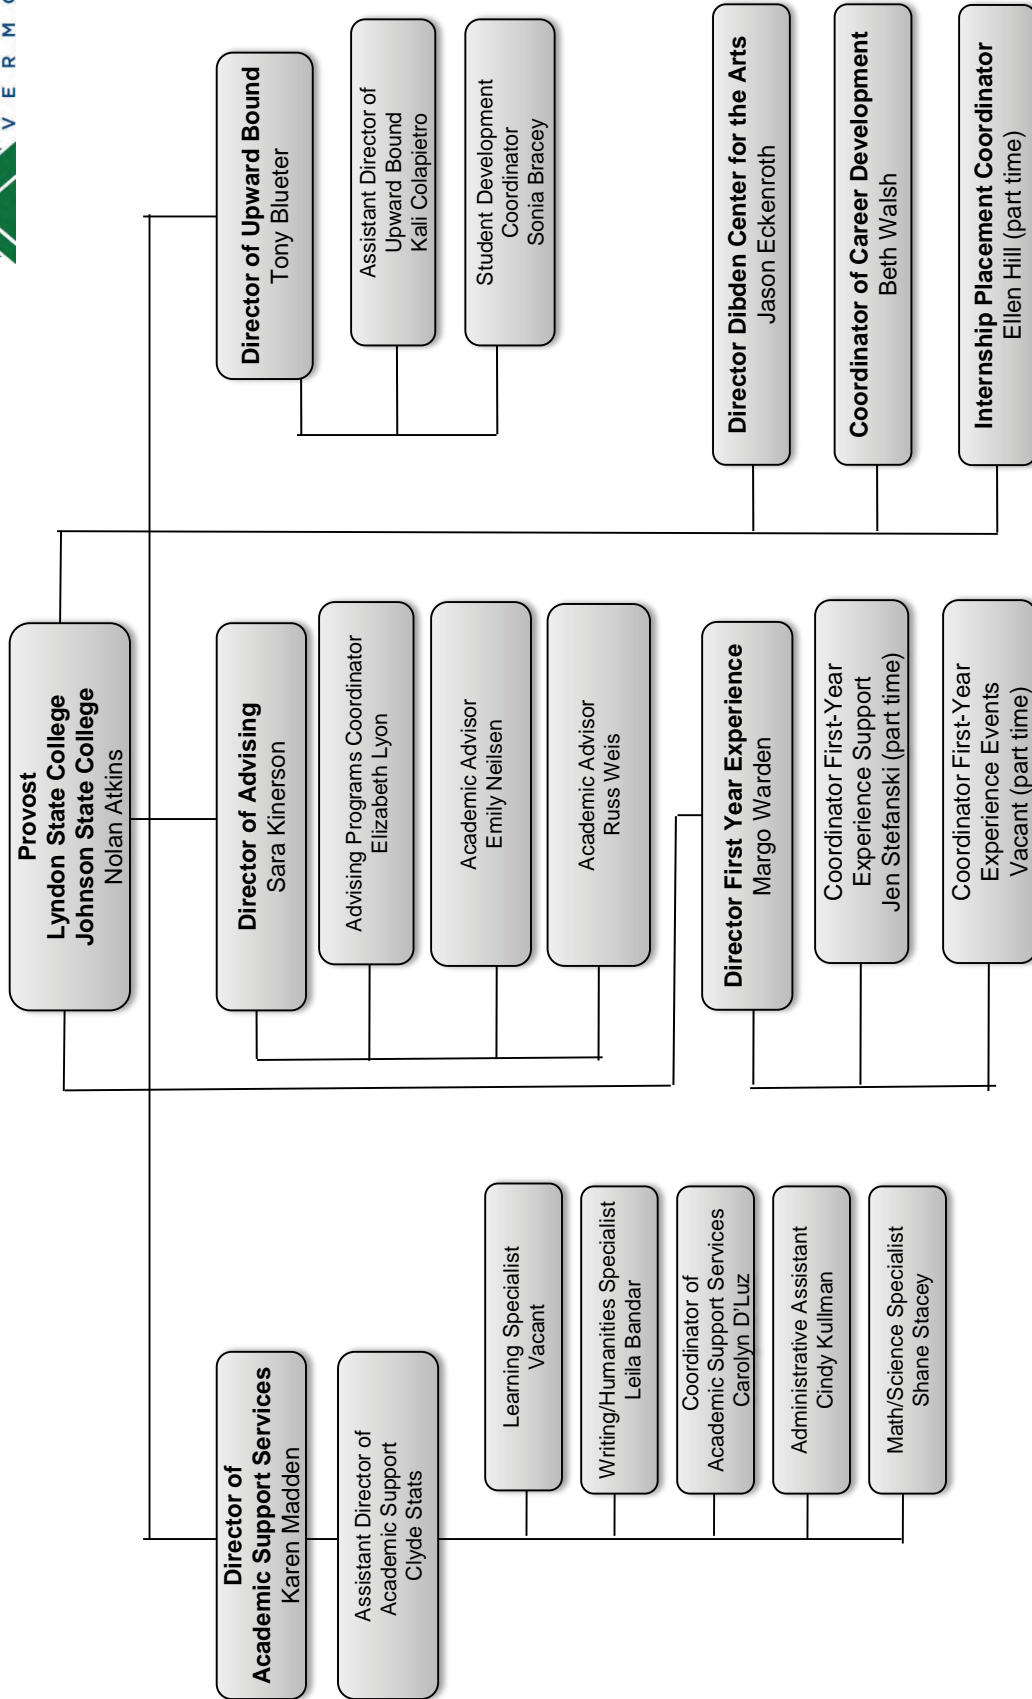 VERM
Provost
Lyndon State College
Johnson State College
Nolan Atkins
Director of
Academic Support Services
Karen Madden
Assistant Director of
Academic Support
Clyde Stats
Learning Specialist
Vacant
Writing/Humanities Specialist
Leila Bandar
Coordinator of
Academic Support Services
Carolyn D'Luz
Administrative Assistant
Cindy Kullman
Math/Science Specialist
Shane Stacey
Director of Advising
Sara Kinerson
Advising Programs Coordinator
Elizabeth Lyon
Academic Advisor
Emily Neilsen
Academic Advisor
Russ Weis
Director First Year Experience
Margo Warden
Coordinator First-Year
Experience Support
Jen Stefanski (part time)
Coordinator First-Year
Experience Events
Vacant (part time)
Director of Upward Bound
Tony Blueter
Assistant Director of
Upward Bound
Kali Colapietro
Student Development
Coordinator
Sonia Bracey
Director Dibden Center for the Arts
Jason Eckenroth
Coordinator of Career Development
Beth Walsh
Internship Placement Coordinator
Ellen Hill (part time)